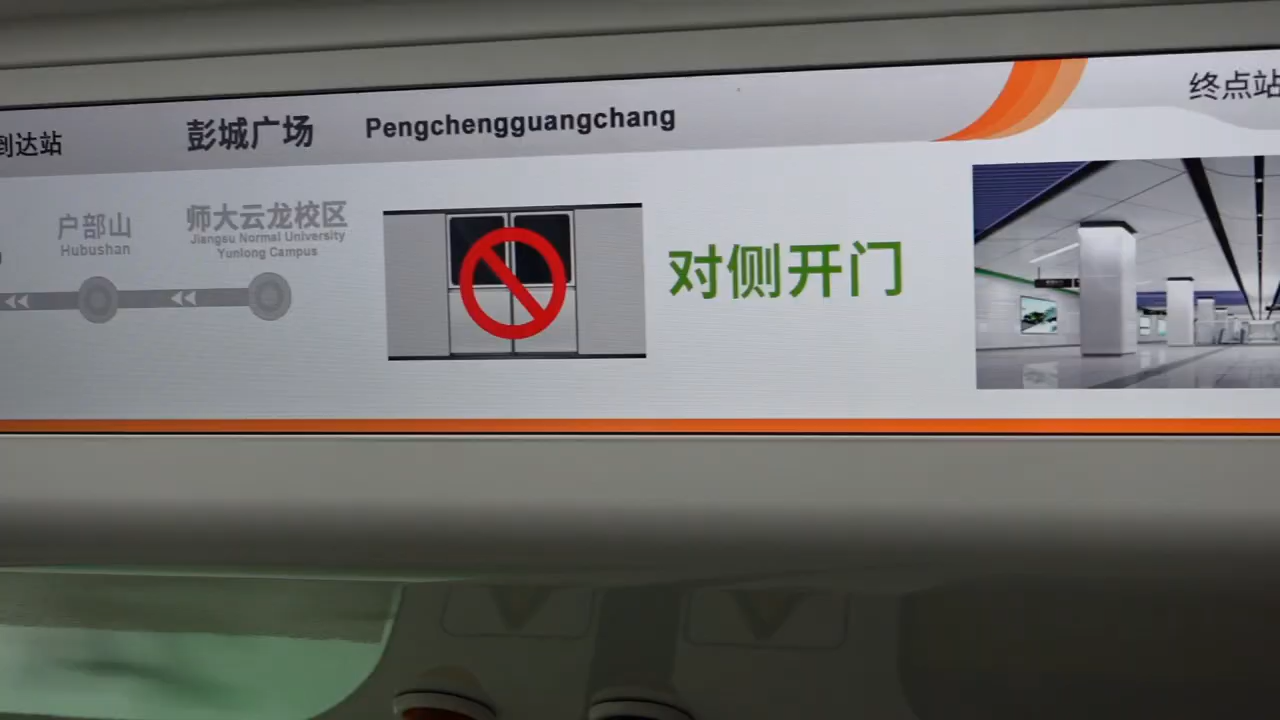 到达站
彭城广场
Pengchengguangchang
终点站
户部山
Hubushan
师大云龙校区
Jiangsu Normal University
Yunlong Campus
对侧开门